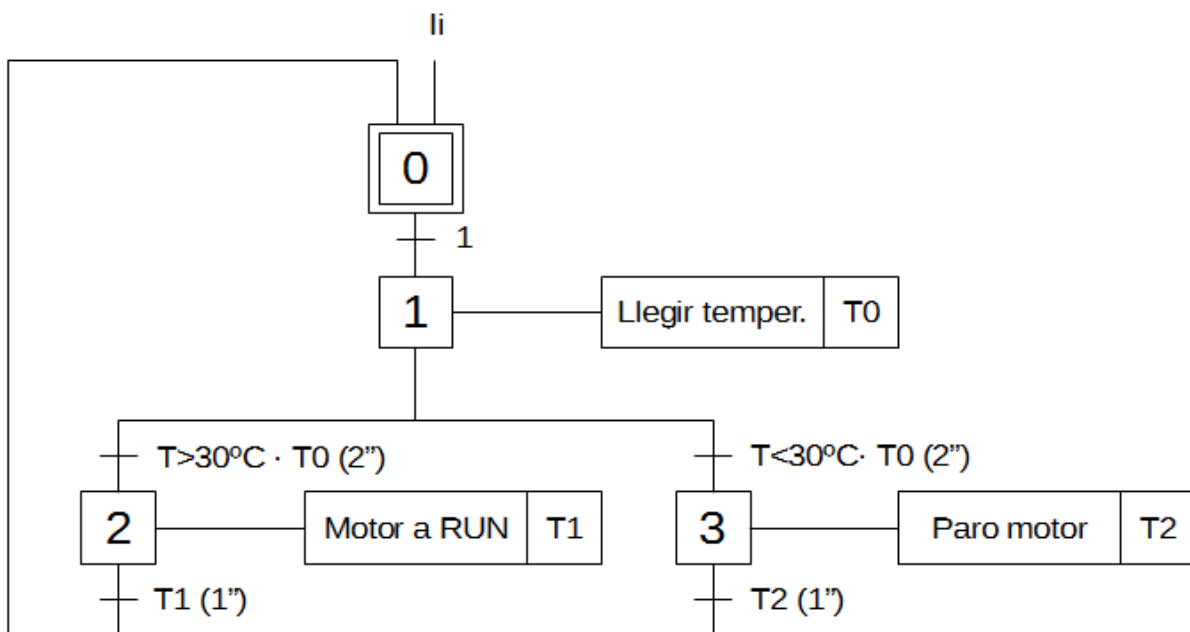 Ii
0
1
1
Llegir temper.
T0
T>30ºC · T0 (2”)
T<30ºC· T0 (2”)
2
Motor a RUN
T1
3
Paro motor
T2
T1 (1”)
T2 (1”)